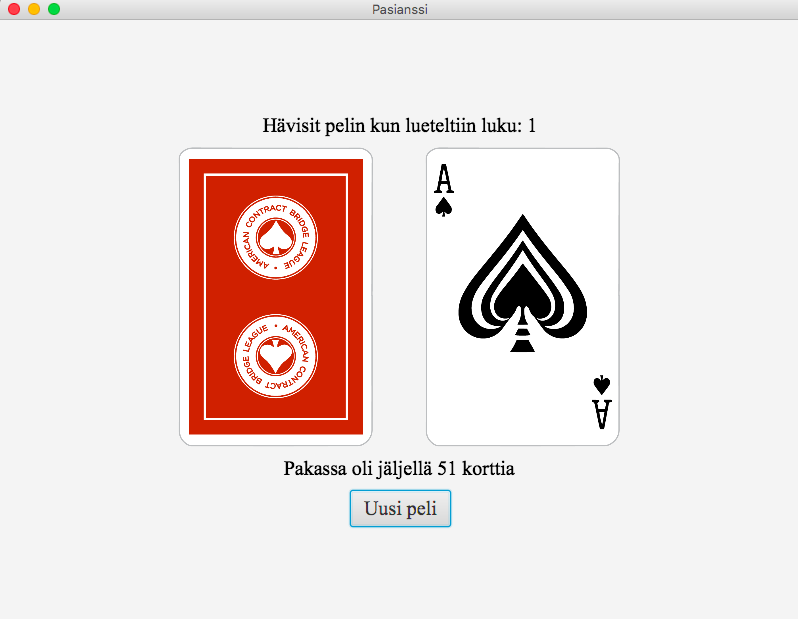 Pasianssi
Hävisit pelin kun lueteltiin luku: 1
AMERICAN CONTRACT BRIDGE LEAGUE •
AMERICAN CONTRACT BRIDGE LEAGUE •
A
A
Pakassa oli jäljellä 51 korttia
Uusi peli